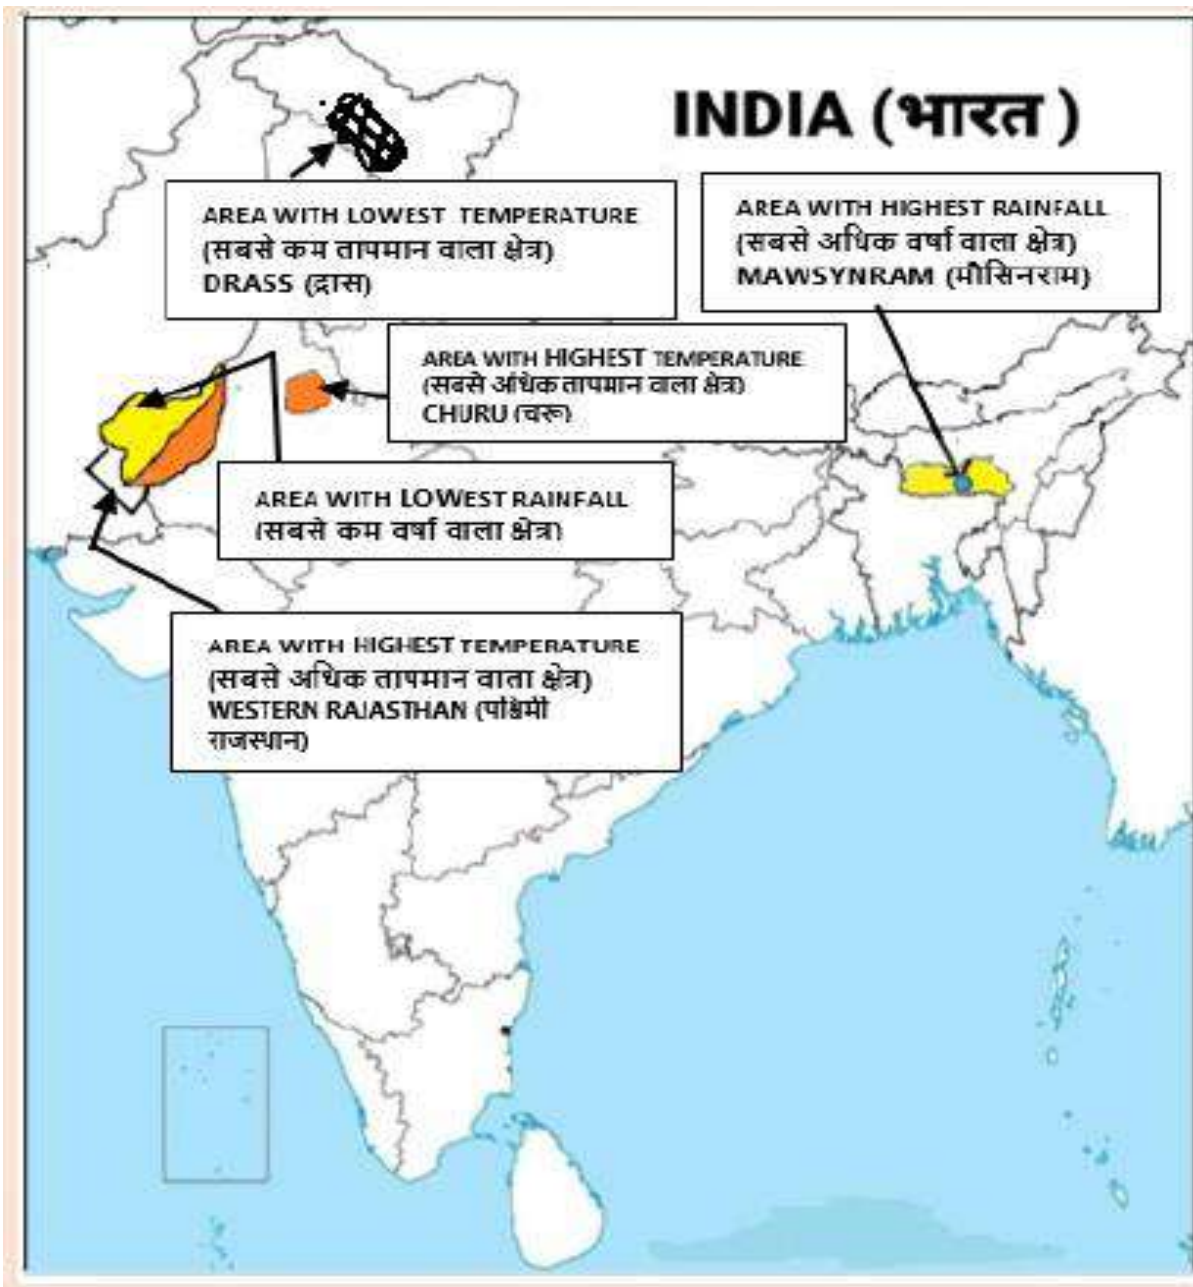 INDIA (भारत )
AREA WITH LOWEST TEMPERATURE
(सबसे कम तापमान वाला क्षेत्र)
DRASS (द्रास)
AREA WITH HIGHEST RAINFALL
(सबसे अधिक वर्षा वाला क्षेत्र)
MAWSYNRAM (मौसिनराम)
AREA WITH HIGHEST TEMPERATURE
(सबसे अधिक तापमान वाला क्षेत्र)
CHURU (चरू)
AREA WITH LOWEST RAINFALL
(सबसे कम वर्षा वाला क्षेत्र)
AREA WITH HIGHEST TEMPERATURE
(सबसे अधिक तापमान वाता क्षेत्र)
WESTERN RAJASTHAN (पश्चिमी
राजस्थान)